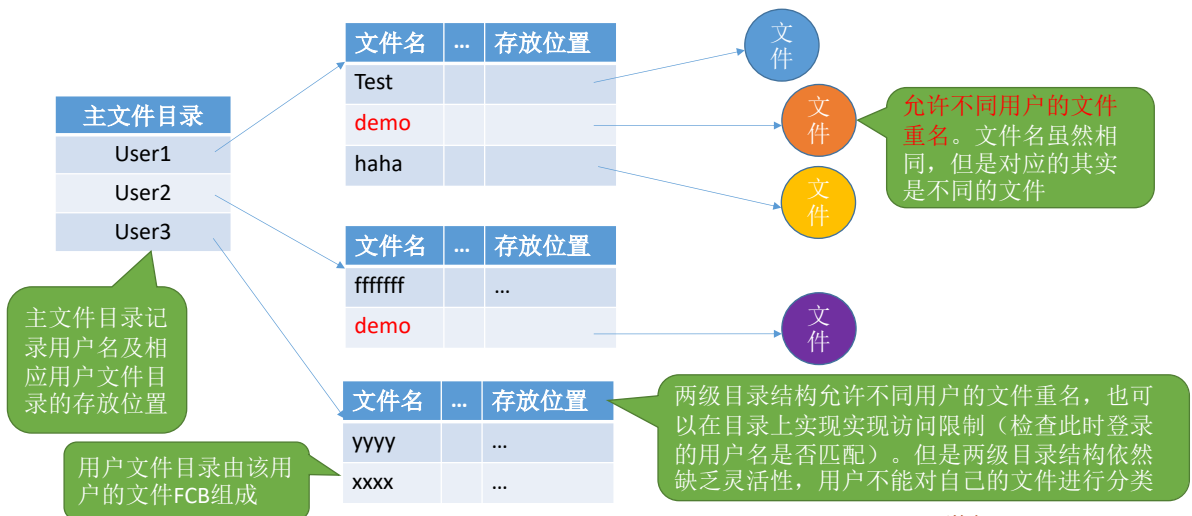 主文件目录
User1
User2
User3
主文件目录记
录用户名及相
应用户文件目
录的存放位置
用户文件目录由该用
户的文件FCB组成
文件名 ... 存放位置
Test
demo
haha
文件名 ... 存放位置
fffffff ...
demo
文件名 ... 存放位置
yyyy ...
xxxx ...
文
件
文
件
文
件
文
件
允许不同用户的文件
重名。文件名虽然相
同，但是对应的其实
是不同的文件
两级目录结构允许不同用户的文件重名，也可
以在目录上实现实现访问限制（检查此时登录
的用户名是否匹配）。但是两级目录结构依然
缺乏灵活性，用户不能对自己的文件进行分类